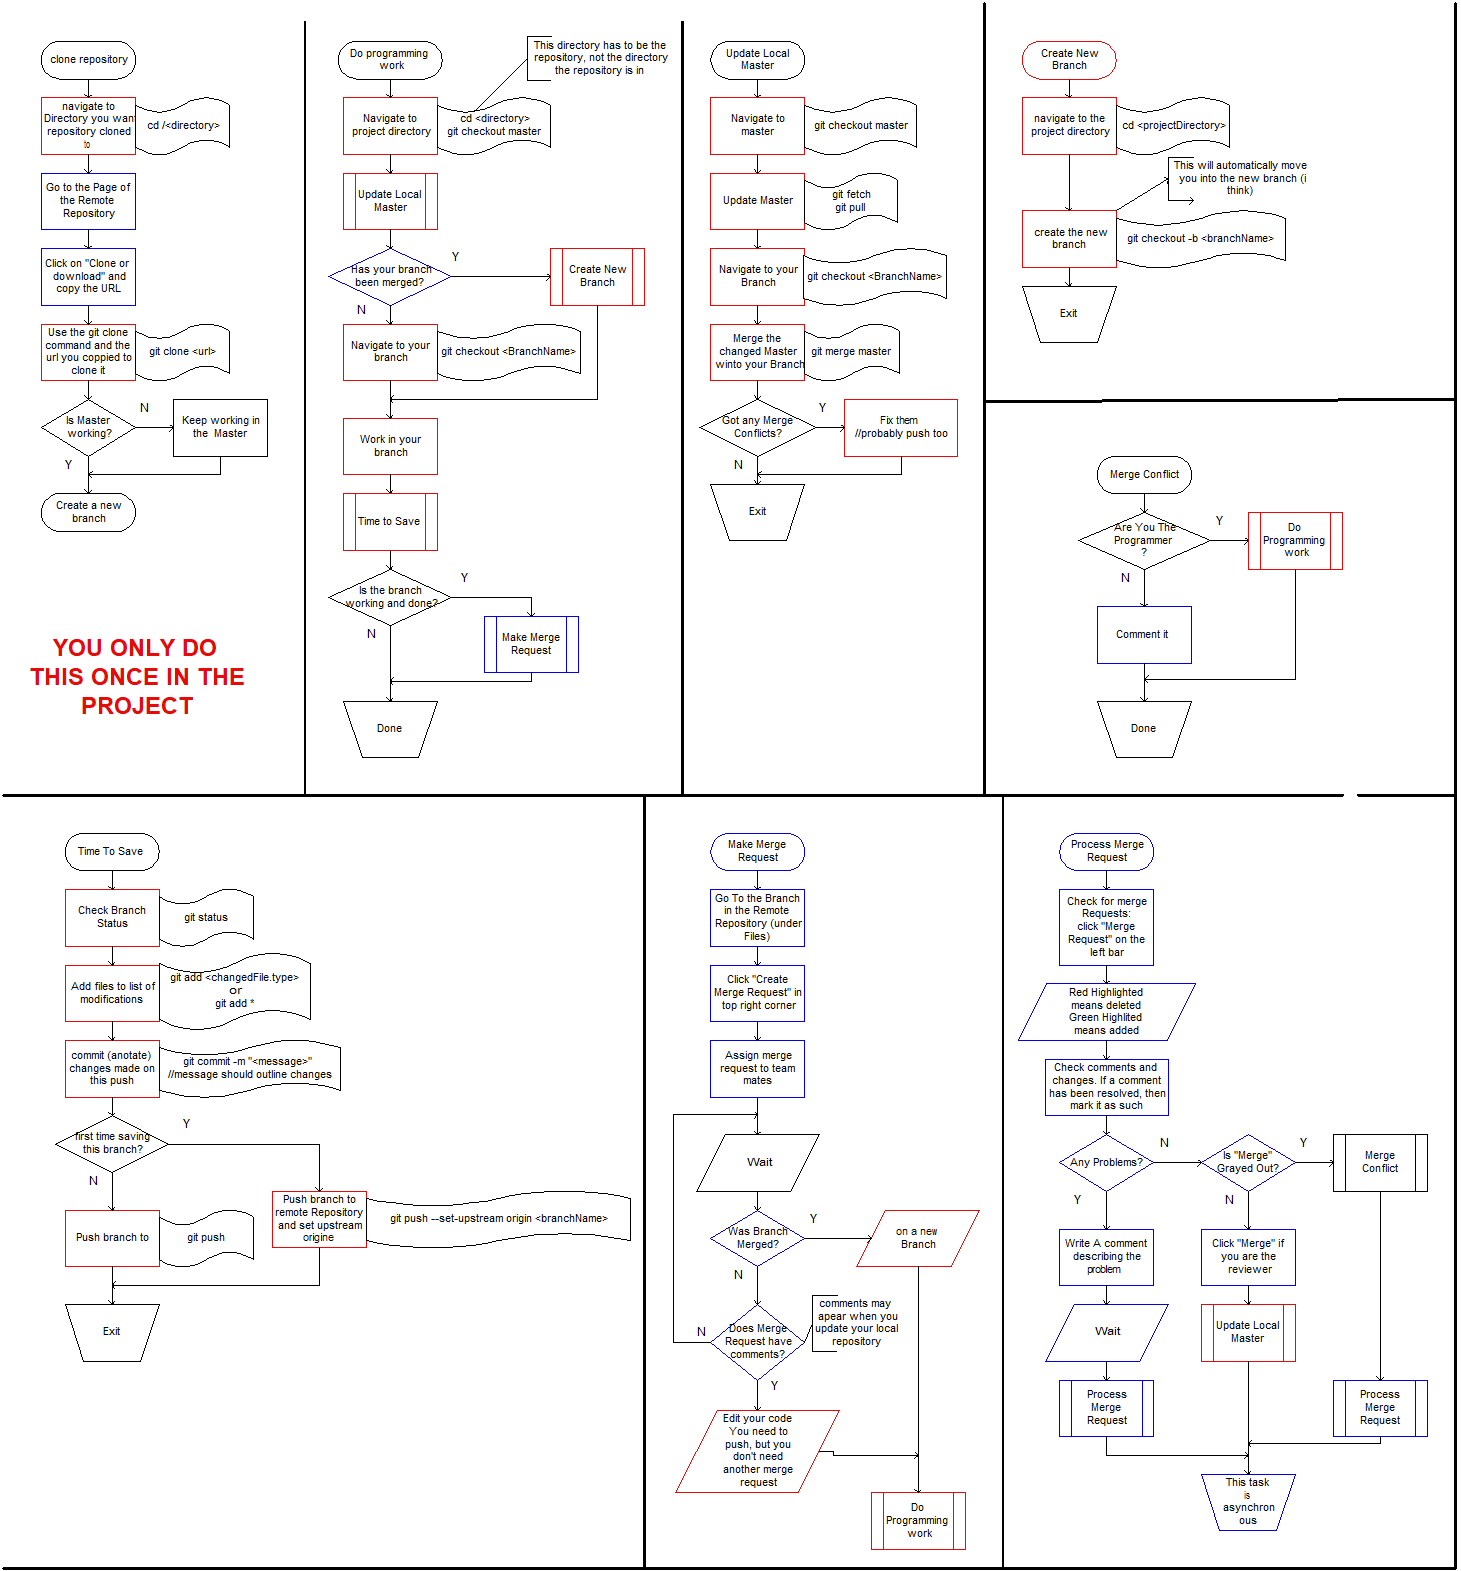 clone repository
navigate to
Directory you want
repository cloned
to
cd /<directory>
Go to the Page of
the Remote
Repository
Click on "Clone or
download" and
copy the URL
Use the git clone
command and the
url you coppied to
clone it
git clone <url>
Is Master
working?
N
Keep working in
the Master
Y
Create a new
branch
YOU ONLY DO
THIS ONCE IN THE
PROJECT
Do programming
work
This directory has to be the
repository, not the directory
the repository is in
Navigate to
project directory
cd <directory>
git checkout master
Update Local
Master
Has your branch
been merged?
Y
Create New
Branch
N
Navigate to your
branch
git checkout <BranchName>
Work in your
branch
Time to Save
Is the branch
working and done?
Y
N
Make Merge
Request
Done
Update Local
Master
Navigate to
master
git checkout master
Update Master
git fetch
git pull
Navigate to your
Branch
git checkout <BranchName>
Merge the
changed Master
winto your Branch
git merge master
Got any Merge
Conflicts?
Y
Fix them
//probably push too
N
Exit
Create New
Branch
navigate to the
project directory
cd <projectDirectory>
This will automatically move
you into the new branch (i
think)
create the new
branch
git checkout -b <branchName>
Exit
Merge Conflict
Are You The
Programmer
?
Y
Do
Programming
work
N
Comment it
Done
Time To Save
Check Branch
Status
git status
Add files to list of
modifications
git add <changedFile.type>
or
git add *
commit (anotate)
changes made on
this push
git commit -m "<message>"
//message should outline changes
first time saving
this branch?
Y
N
Push branch to
remote Repository
and set upstream
origine
git push --set-upstream origin <branchName>
Push branch to
git push
Exit
Make Merge
Request
Go To the Branch
in the Remote
Repository (under
Files)
Click "Create
Merge Request" in
top right corner
Assign merge
request to team
mates
Wait
Was Branch
Merged?
Y
on a new
Branch
N
Does Merge
Request have
comments?
N
comments may
apear when you
update your local
repository
Y
Edit your code
You need to
push, but you
don't need
another merge
request
Do
Programming
work
Process Merge
Request
Check for merge
Requests:
click "Merge
Request" on the
left bar
Red Highlighted
means deleted
Green Highlited
means added
Check comments and
changes. If a comment
has been resolved, then
mark it as such
Any Problems?
N
Is "Merge"
Grayed Out?
Y
Merge
Conflict
Y
N
Write A comment
describing the
problem
Click "Merge" if
you are the
reviewer
Wait
Update Local
Master
Process
Merge
Request
Process
Merge
Request
This task
is
asynchron
ous